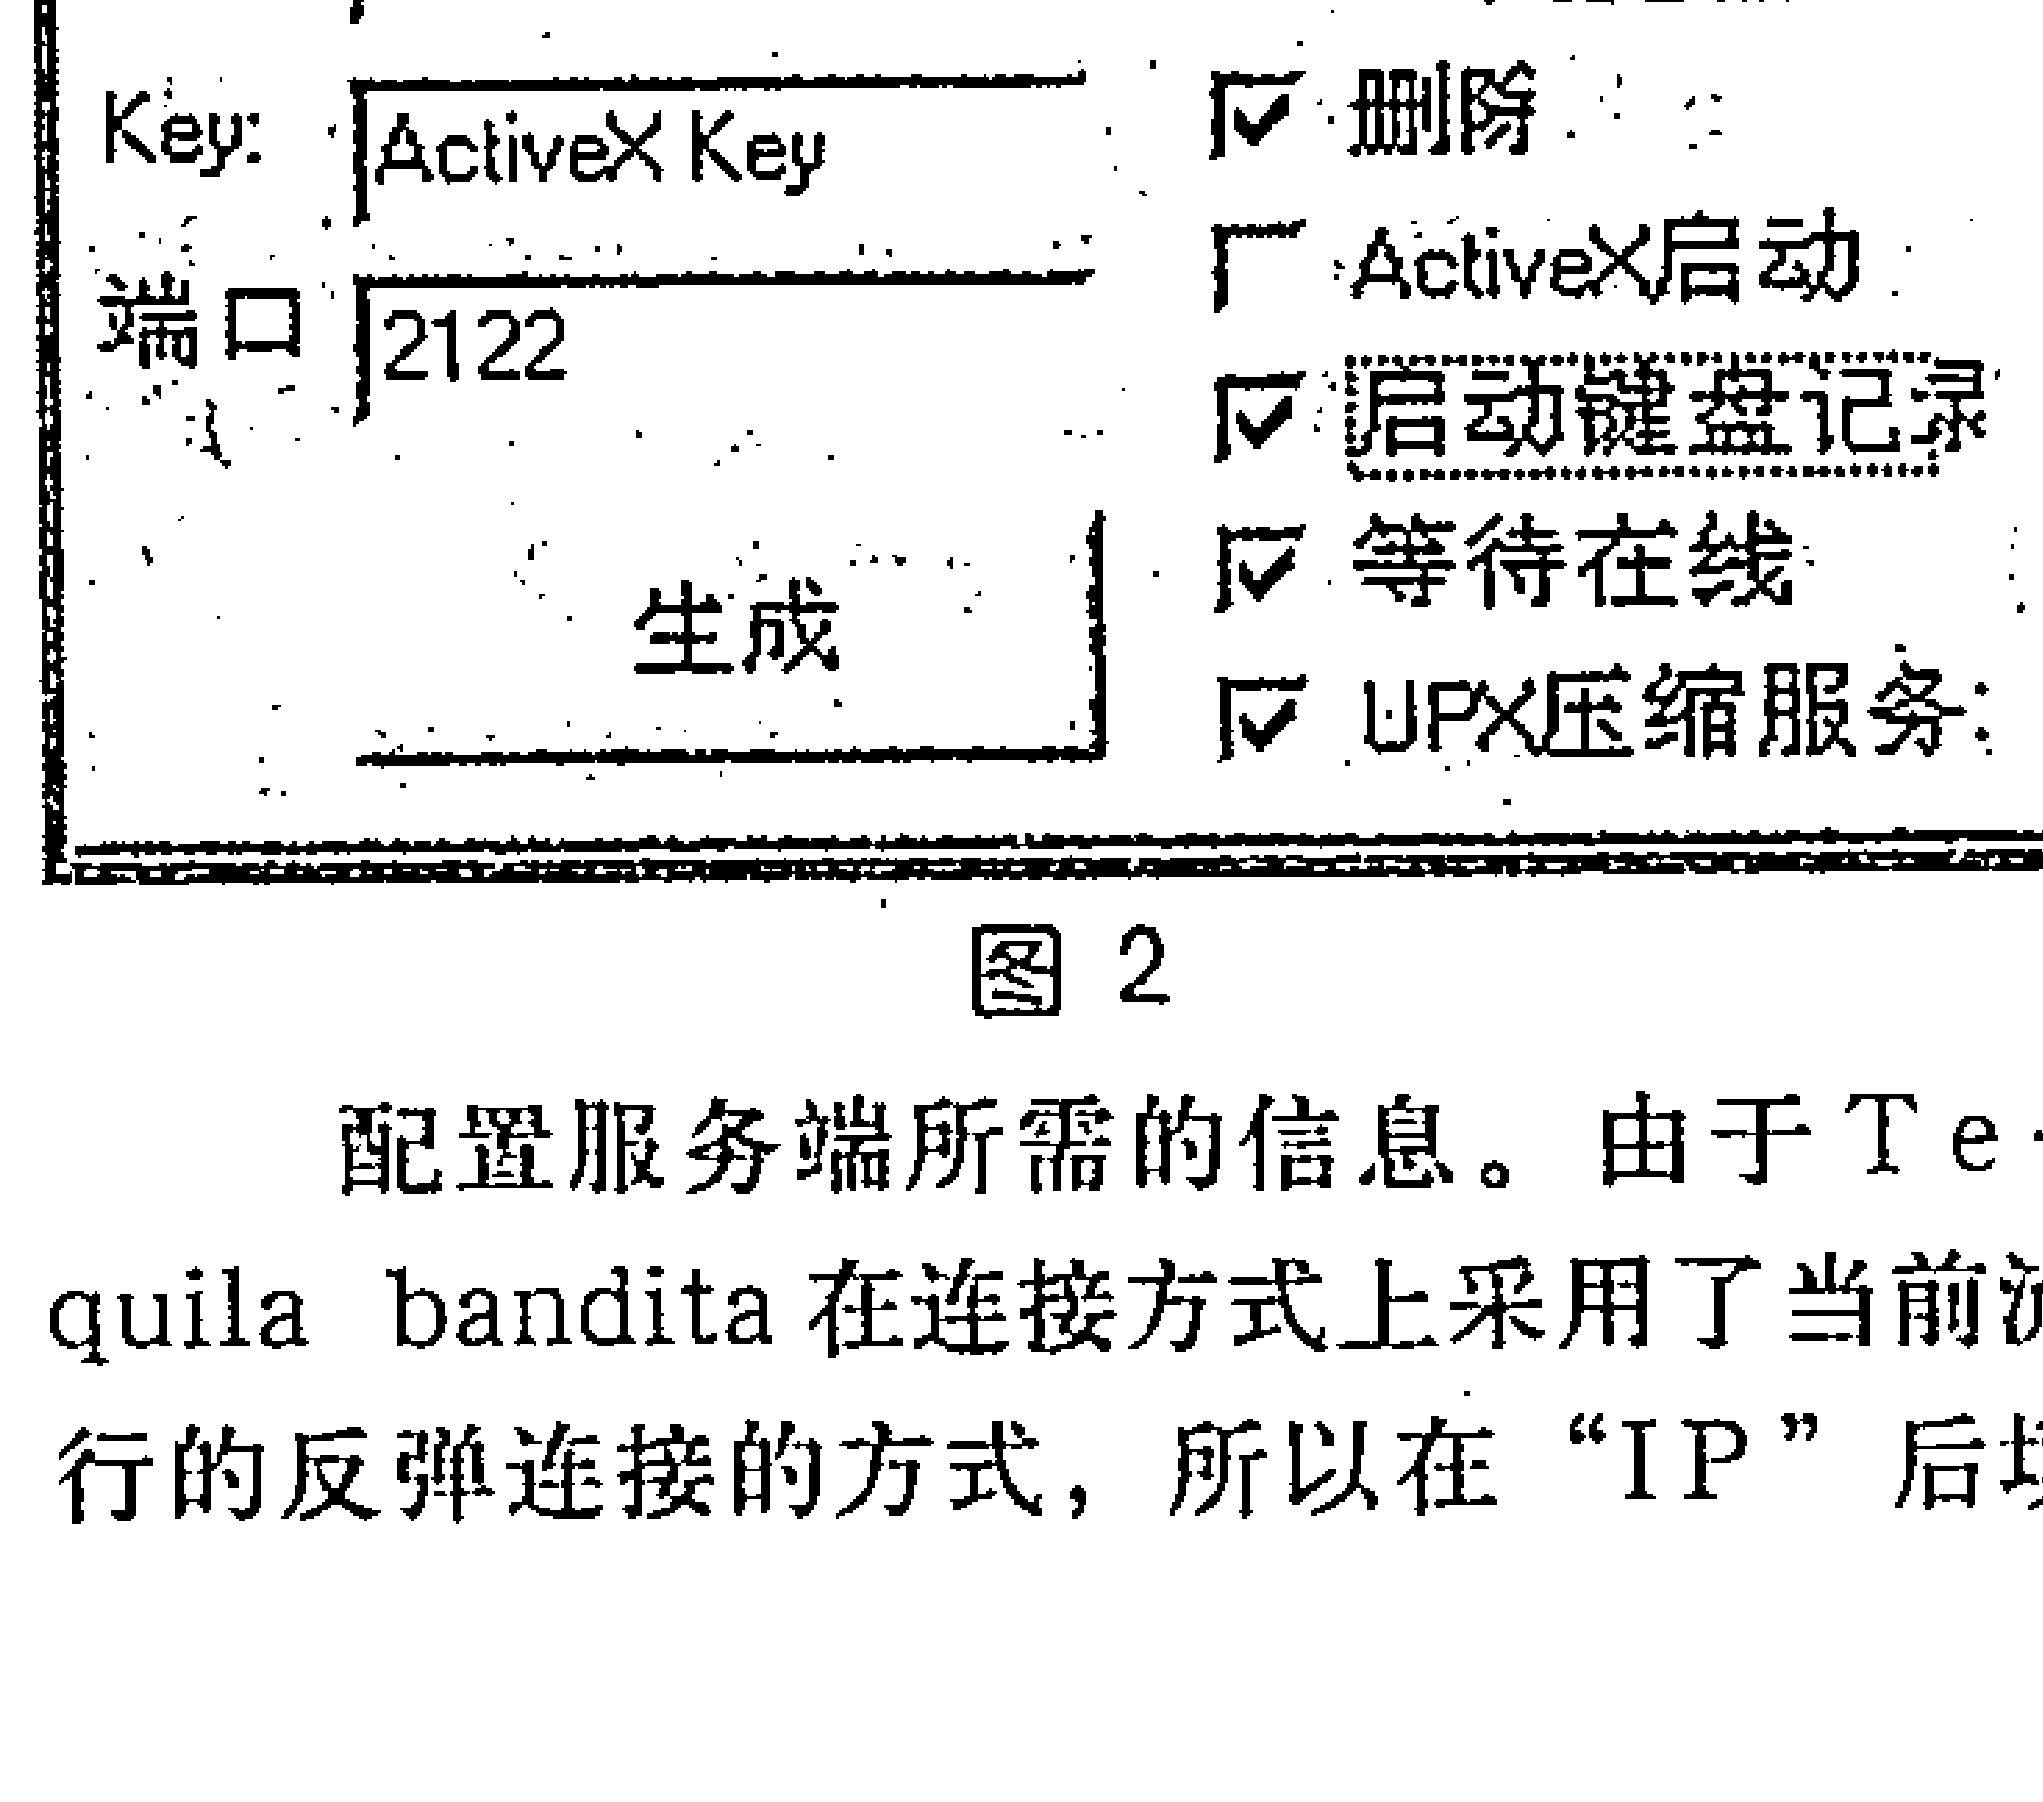 Key:
ActiveX Key
删除
ActiveX启动
端口
2122
启动键盘记录
等待在线
生成
UPX压缩服务:
图 2
配置服务端所需的信息。由于Te-
quila bandita在连接方式上采用了当前流
行的反弹连接的方式，所以在“IP”后